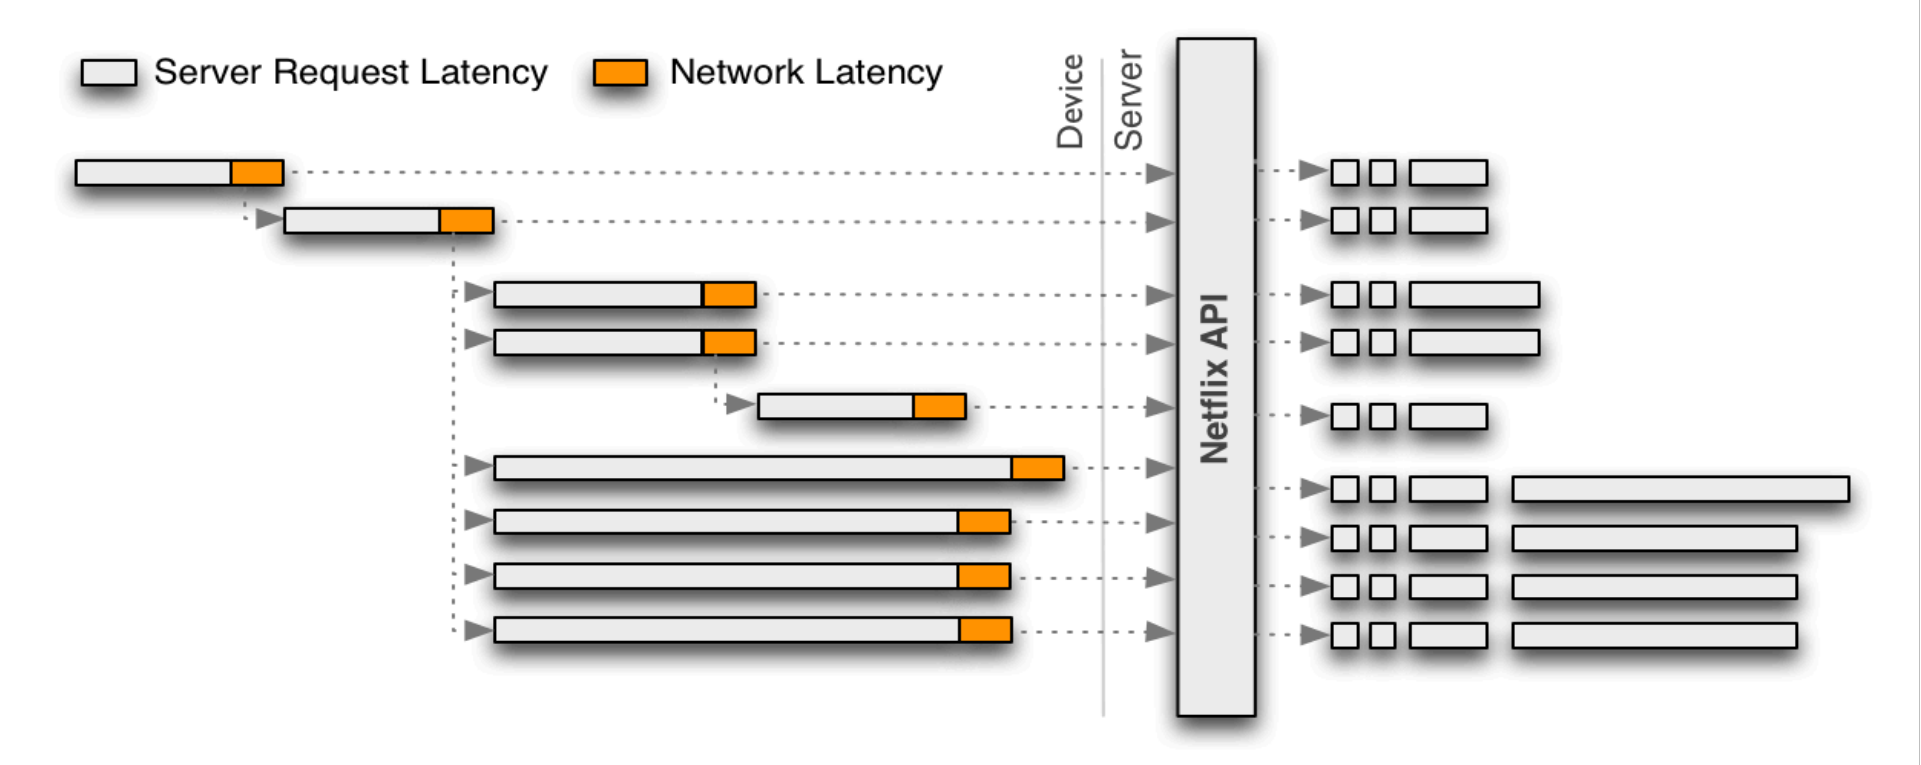 Server Request Latency
Network Latency
Device
Server
Netflix API